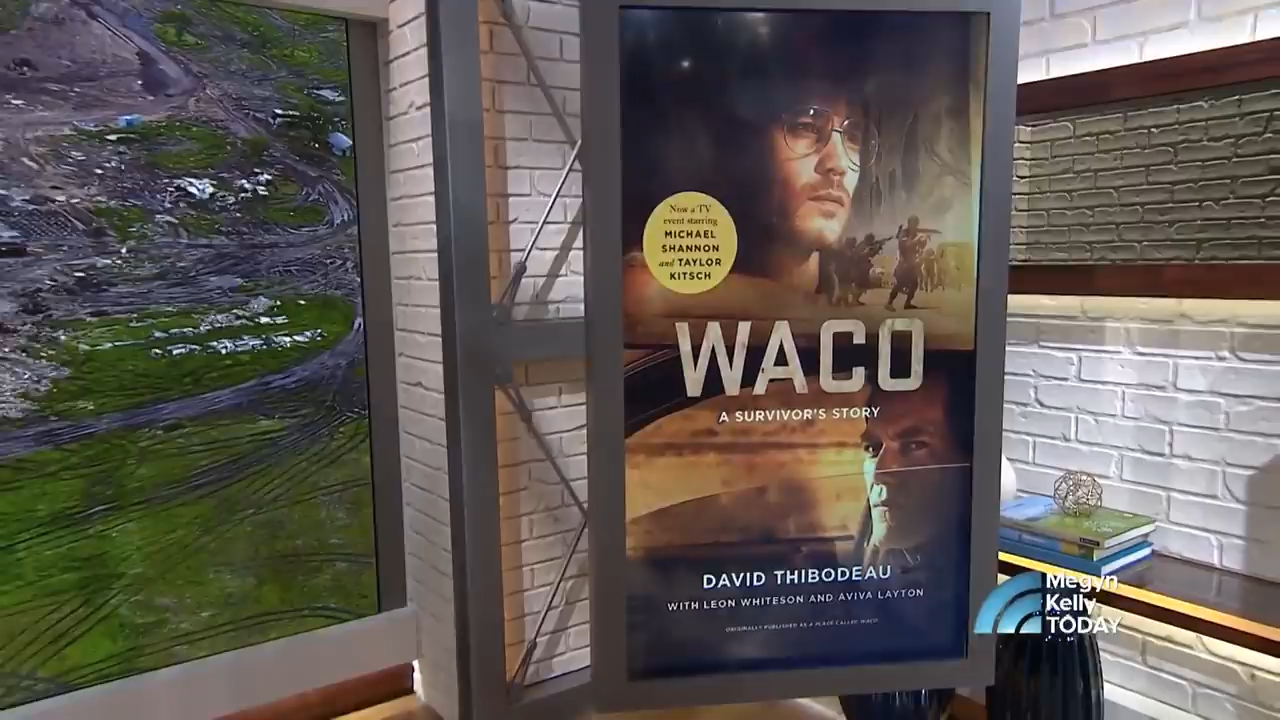 Now a TV
event starring
MICHAEL
SHANNON
and TAYLOR
KITSCH
WACO
A SURVIVOR'S STORY
DAVID THIBODEAU
WITH LEON WHITESON AND AVIVA LAYTON
ORIGINALLY PUBLISHED AS A PLACE CALLED WACO
Megyn
Kelly
TODAY